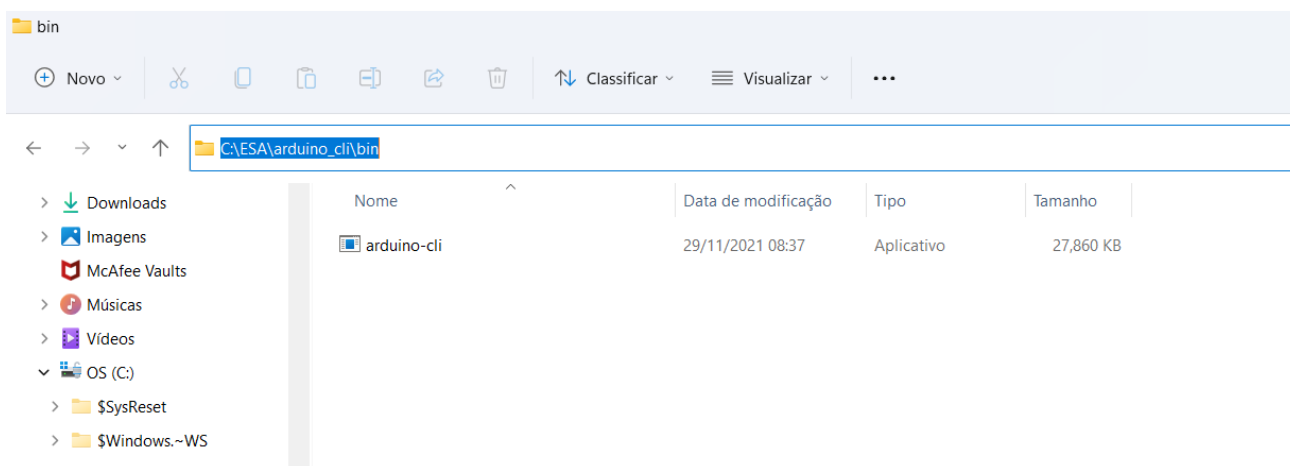 bin
Novo Classificar Visualizar
C:\ESA\arduino_cli\bin
Downloads
Imagens
McAfee Vaults
Músicas
Vídeos
OS (C:)
$SysReset
$Windows.~WS
Nome Data de modificação Tipo Tamanho
arduino-cli 29/11/2021 08:37 Aplicativo 27,860 KB